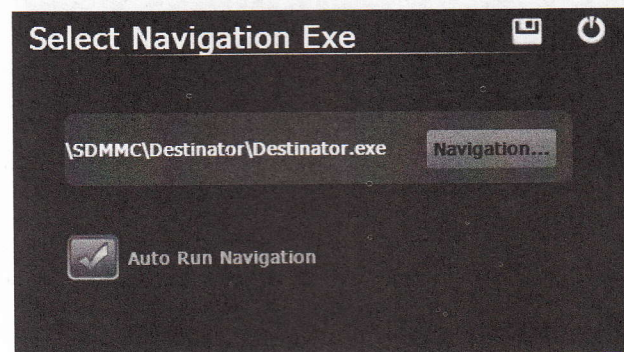 Select Navigation Exe
\SDMMC\Destinator\Destinator.exe
Navigation...
Auto Run Navigation